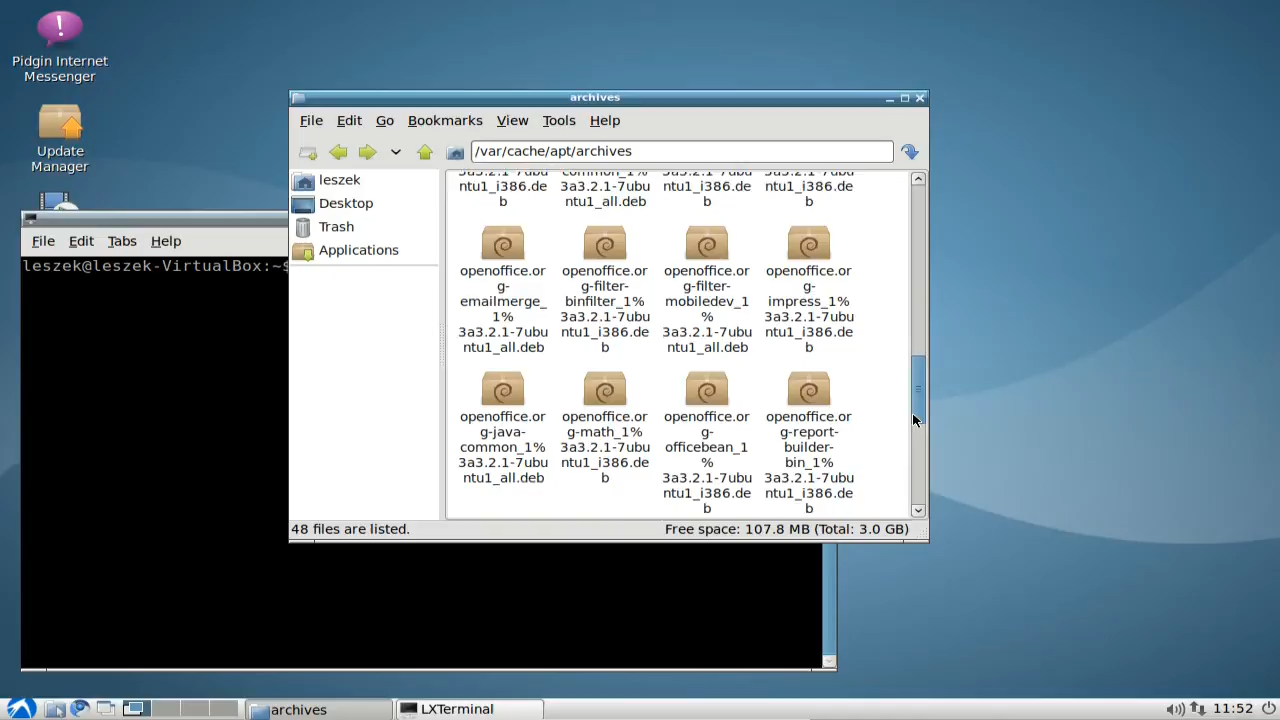 Pidgin Internet
Messenger
Update
Manager
archives
File Edit Go Bookmarks View Tools Help
/var/cache/apt/archives
leszek
Desktop
Trash
Applications
ntu1_i386.de
b
3a3.2.1-7ubu
ntu1_all.deb
ntu1_i386.de
b
ntu1_i386.de
b
openoffice.or
g-
emailmerge_
1%
3a3.2.1-7ubu
ntu1_all.deb
openoffice.or
g-filter-
binfilter_1%
3a3.2.1-7ubu
ntu1_i386.de
b
openoffice.or
g-filter-
mobiledev_1
%
3a3.2.1-7ubu
ntu1_all.deb
openoffice.or
g-
impress_1%
3a3.2.1-7ubu
ntu1_i386.de
b
openoffice.or
g-java-
common_1%
3a3.2.1-7ubu
ntu1_all.deb
openoffice.or
g-math_1%
3a3.2.1-7ubu
ntu1_i386.de
b
openoffice.or
g-
officebean_1
%
3a3.2.1-7ubu
ntu1_i386.de
b
openoffice.or
g-report-
builder-
bin_1%
3a3.2.1-7ubu
ntu1_i386.de
b
48 files are listed.
Free space: 107.8 MB (Total: 3.0 GB)
File Edit Tabs Help
leszek@leszek-VirtualBox:~$
archives
LXTerminal
11:52